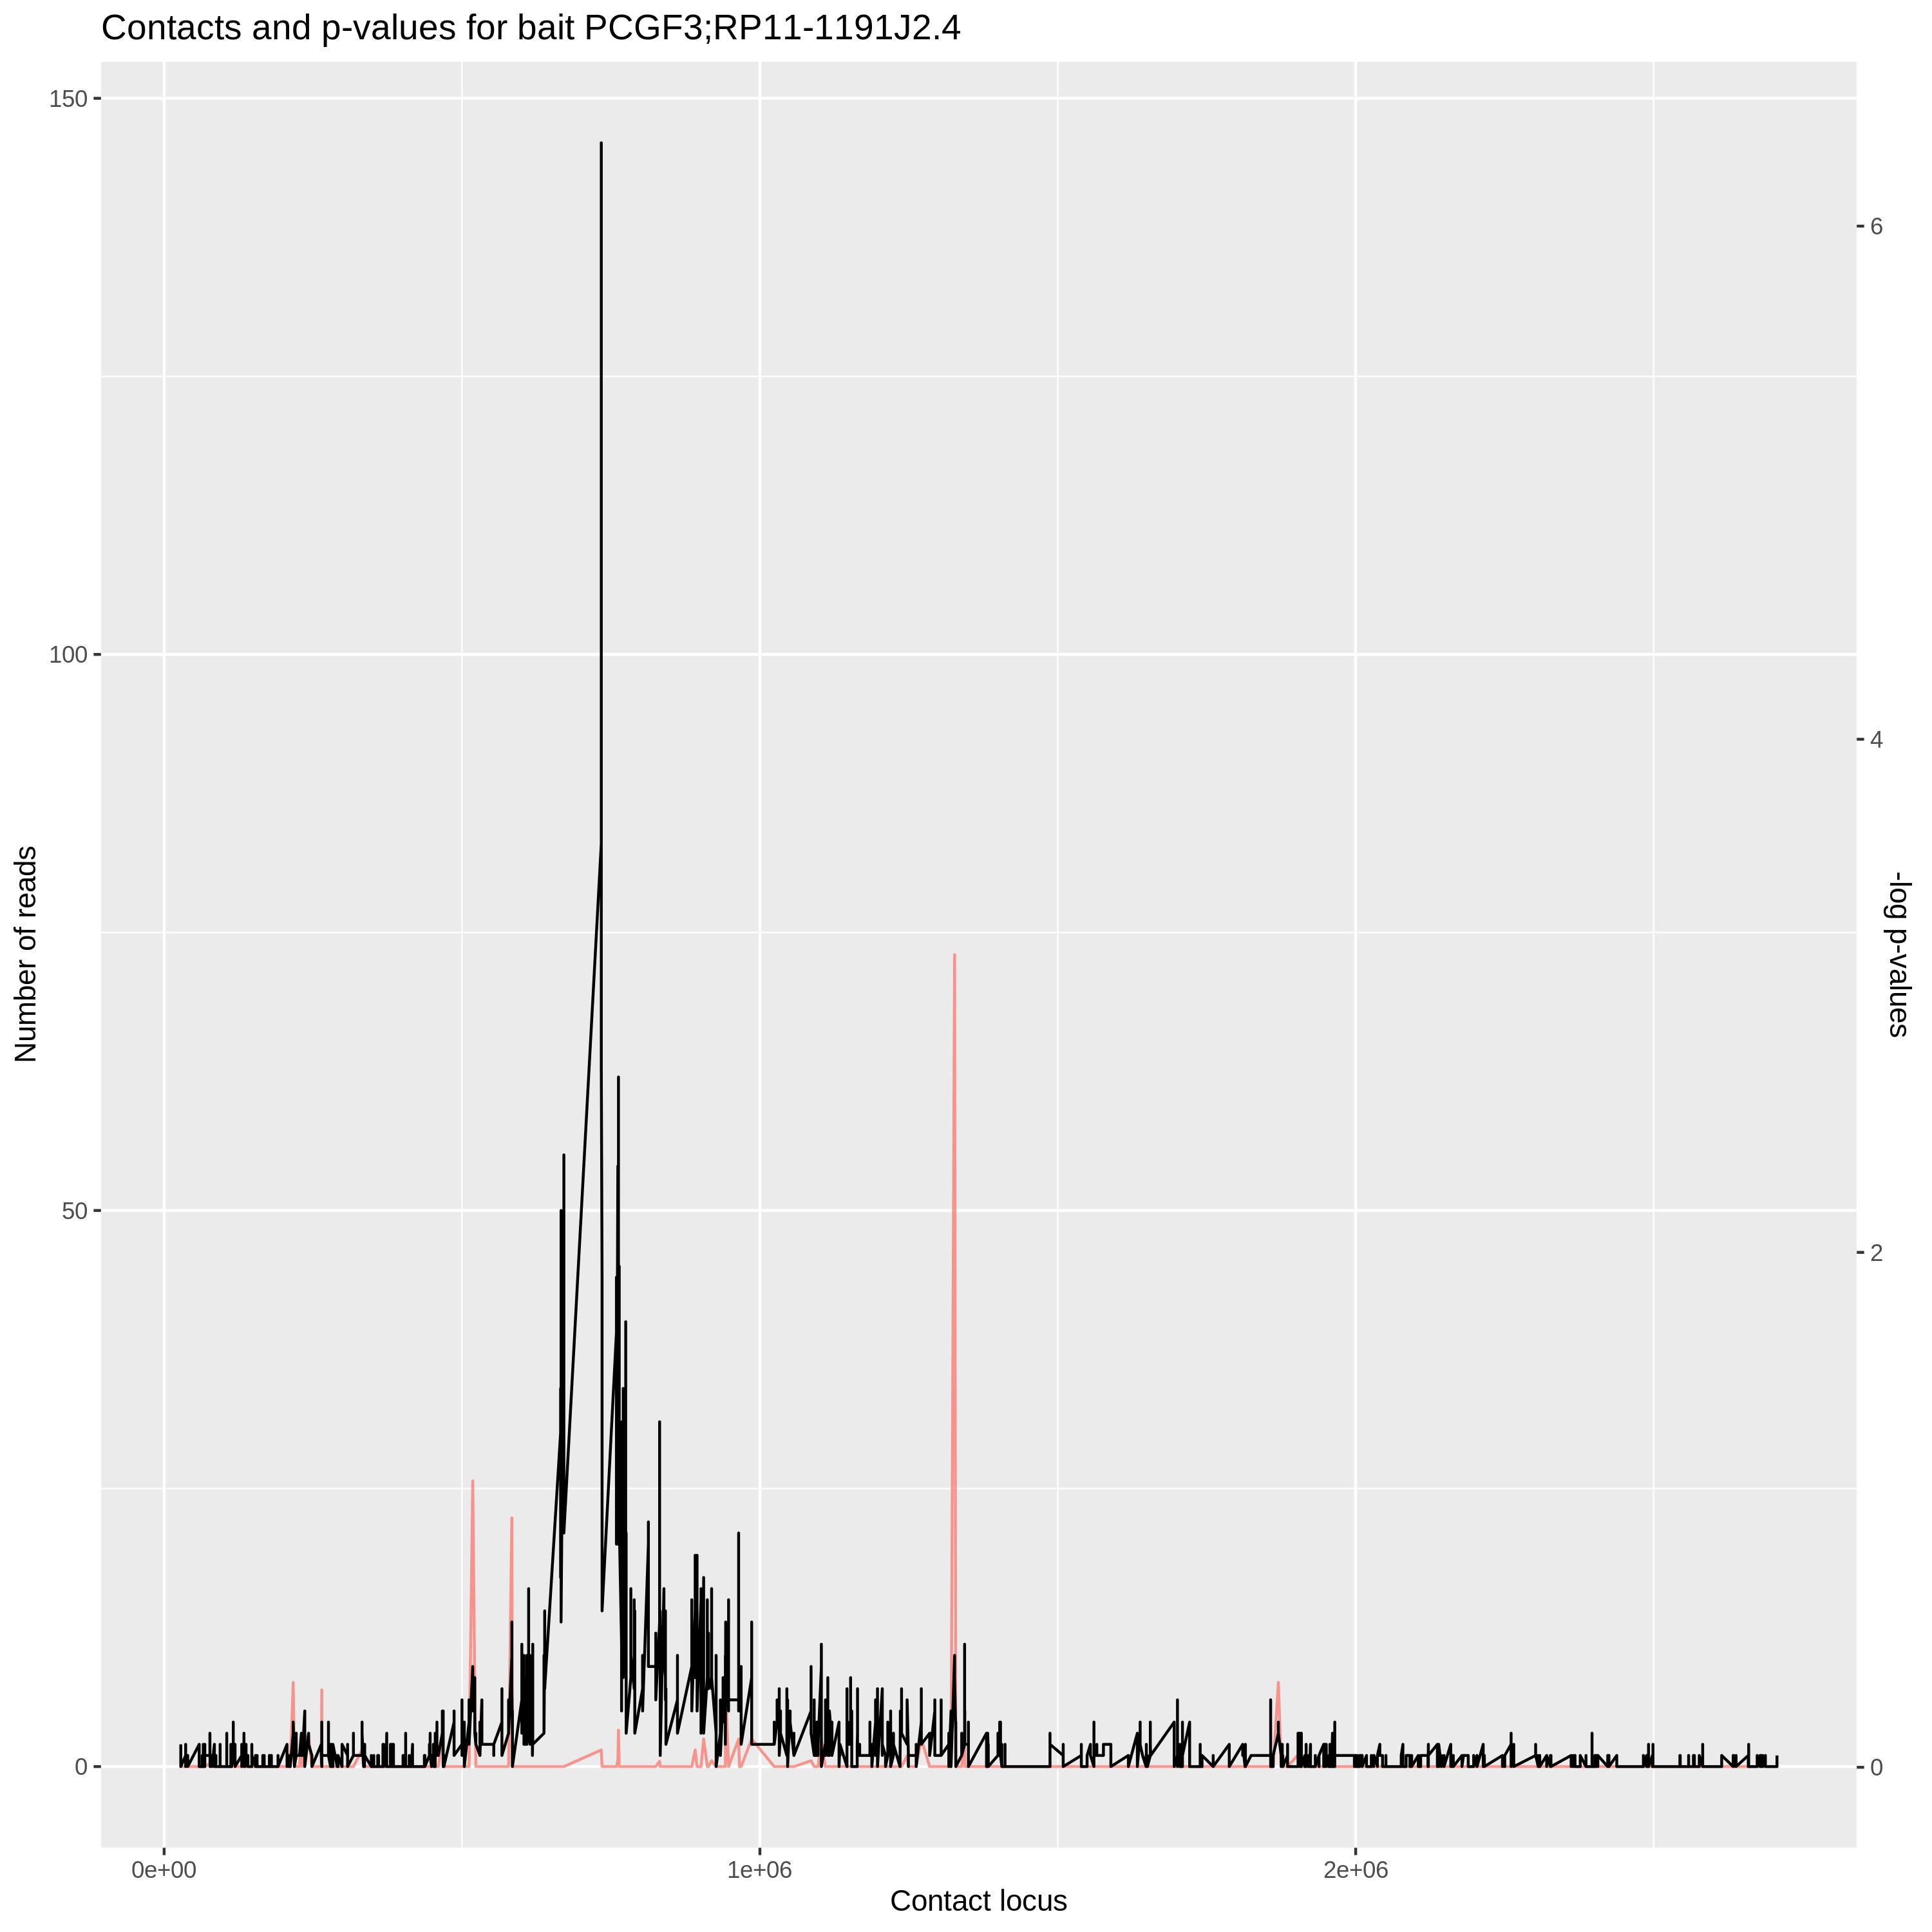 Contacts and p-values for bait PCGF3;RP11-1191J2.4
150
100
50
0
Number of reads
6
4
2
0
-log p-values
0e+00 1e+06 2e+06
Contact locus